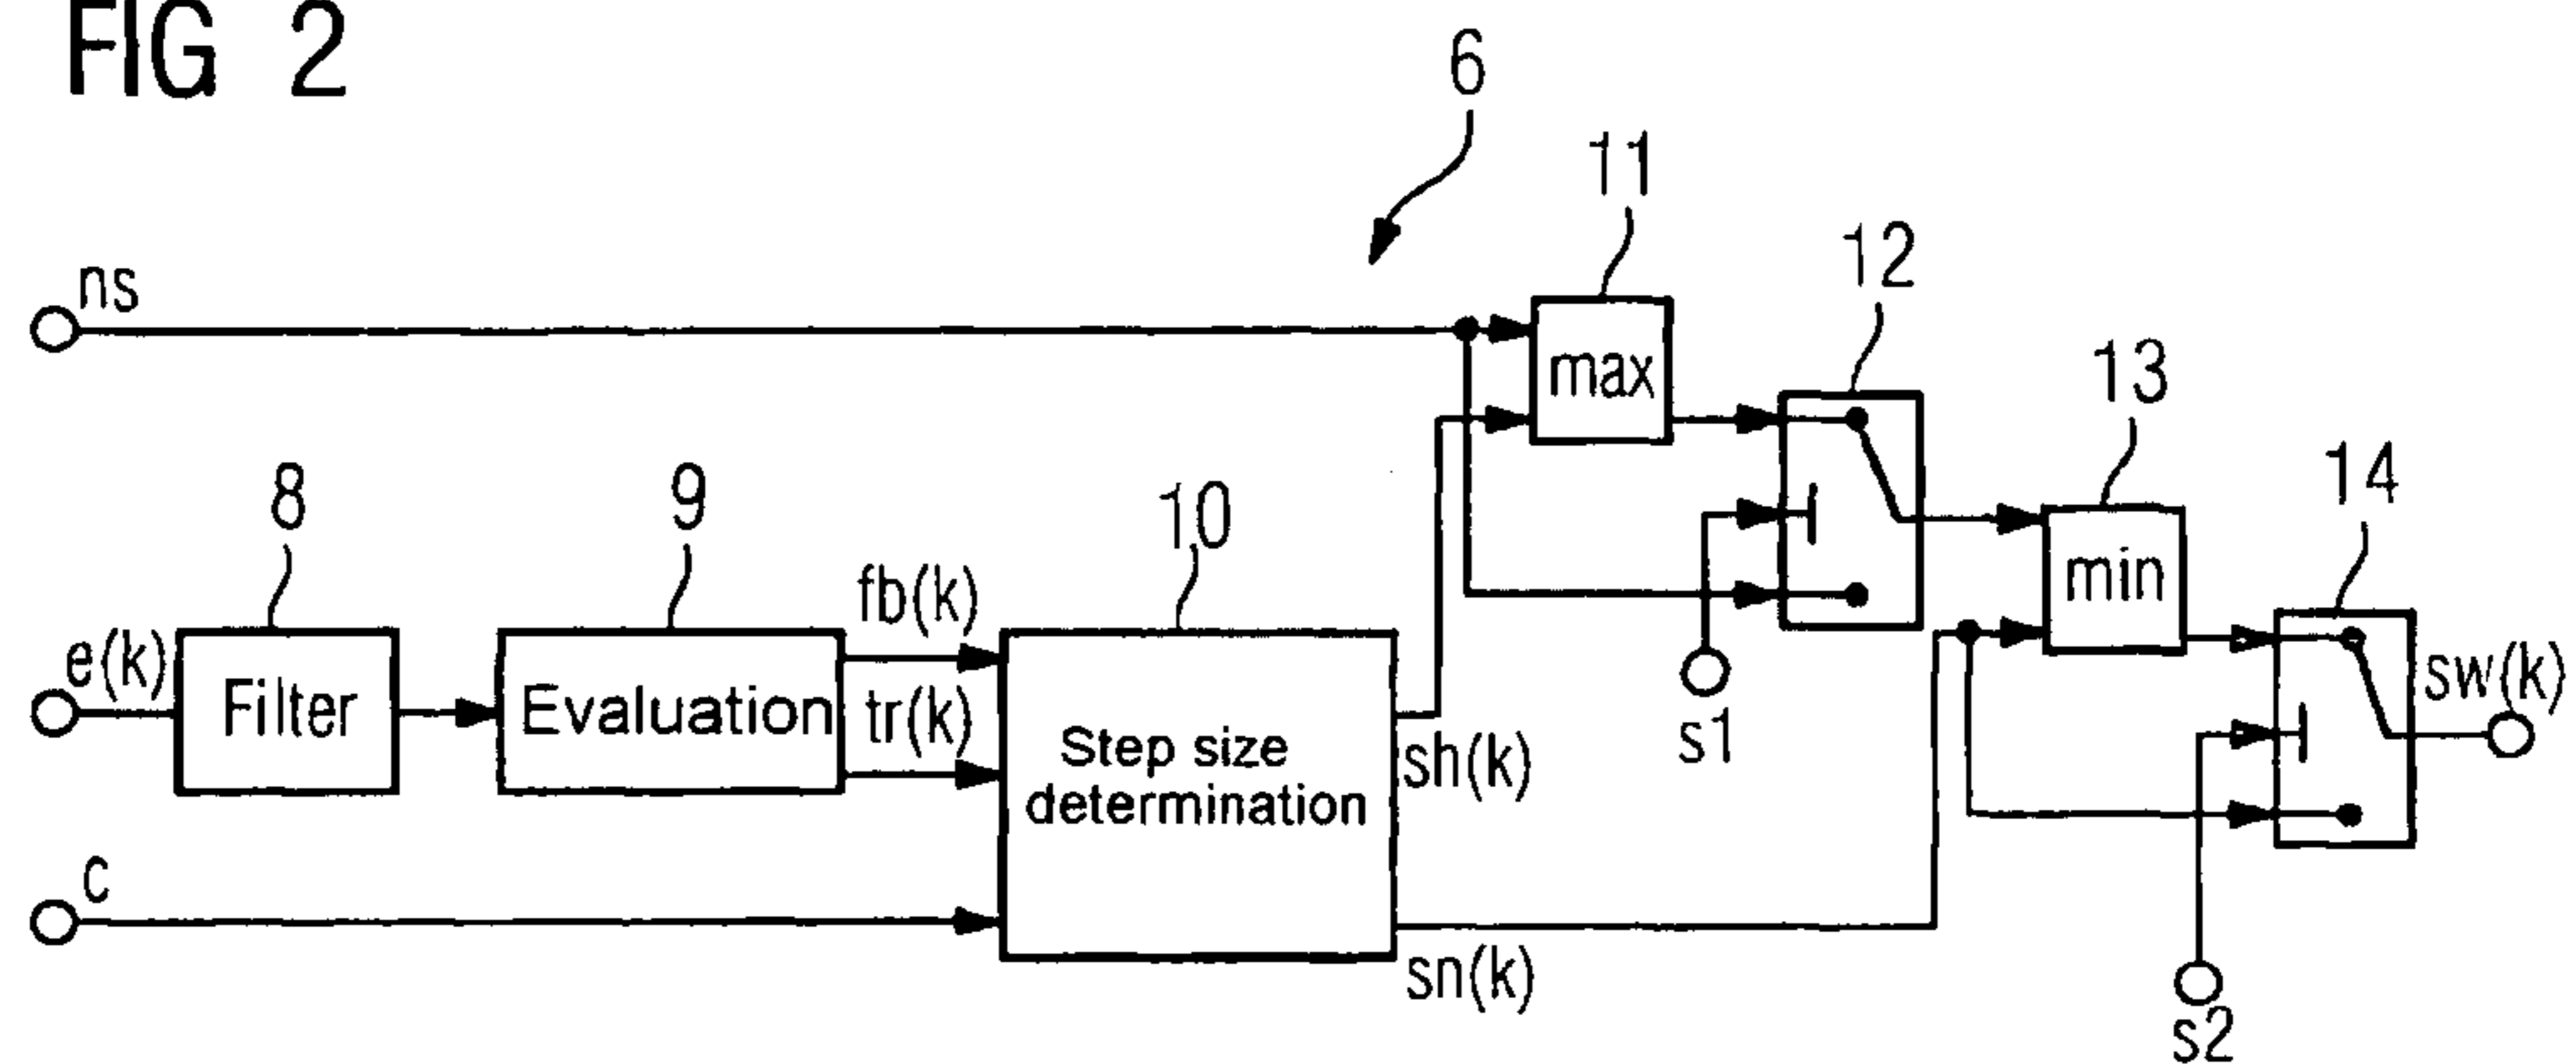 FIG 2
6
11
12
13
14
ns
max
min
8
9
10
fb(k)
e(k)
Filter
Evaluation
tr(k)
Step size
determination
sh(k)
s1
sw(k)
c
sn(k)
s2